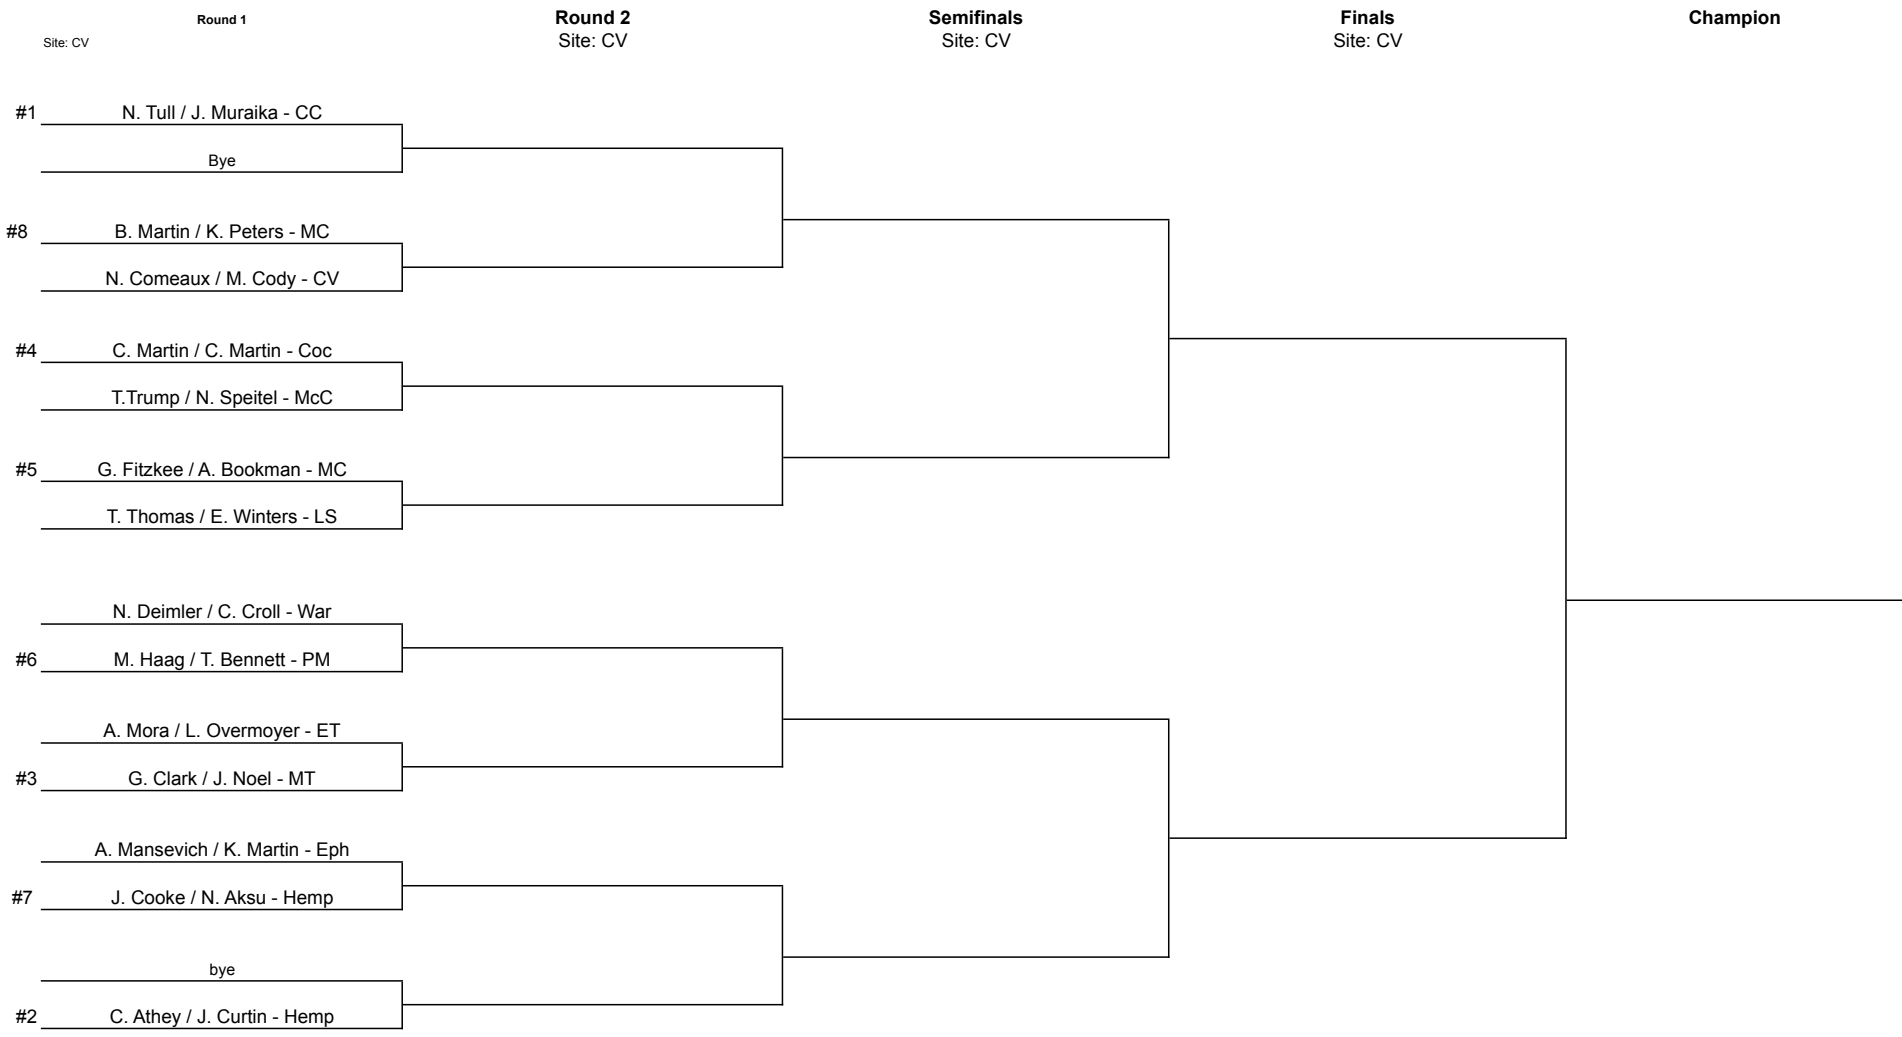 Round 1 Round 2 Semifinals Finals Champion
Site: CV Site: CV Site: CV Site: CV
#1 N. Tull / J. Muraika - CC
Bye
#8 B. Martin / K. Peters - MC
N. Comeaux / M. Cody - CV
#4 C. Martin / C. Martin - Coc
T.Trump / N. Speitel - McC
#5 G. Fitzkee / A. Bookman - MC
T. Thomas / E. Winters - LS
N. Deimler / C. Croll - War
#6 M. Haag / T. Bennett - PM
A. Mora / L. Overmoyer - ET
#3 G. Clark / J. Noel - MT
A. Mansevich / K. Martin - Eph
#7 J. Cooke / N. Aksu - Hemp
bye
#2 C. Athey / J. Curtin - Hemp